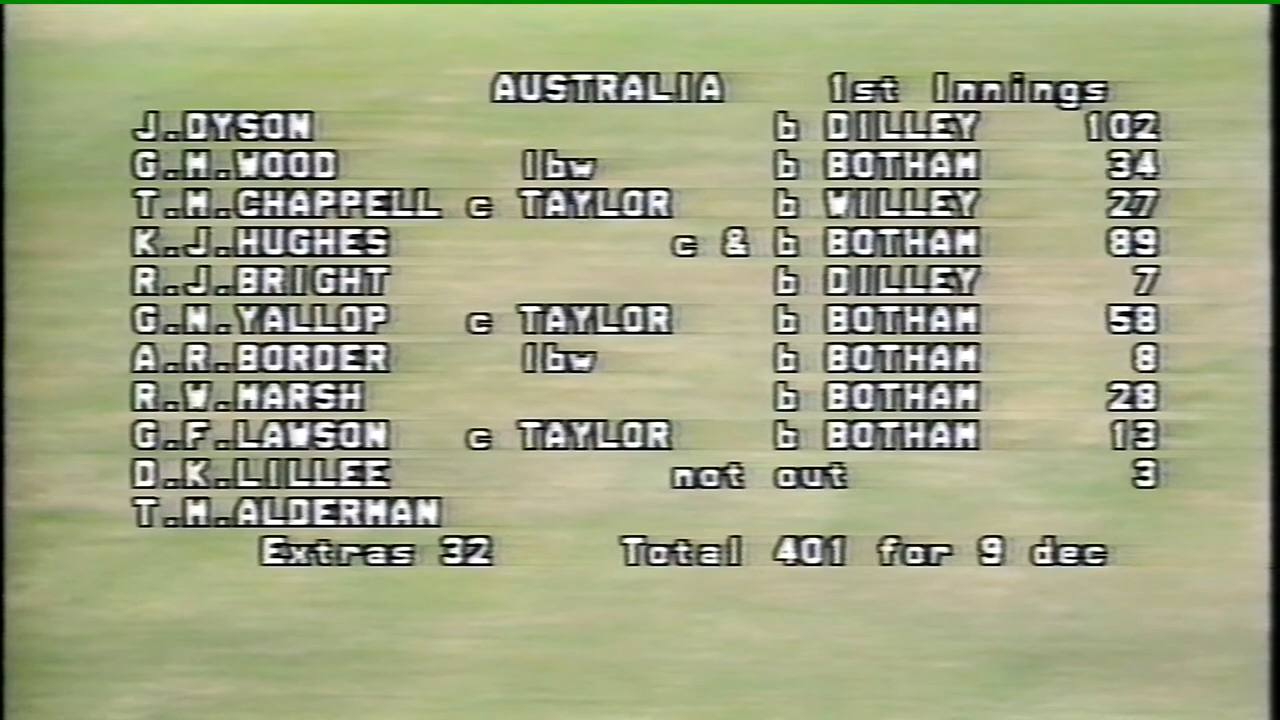 AUSTRALIA 1st Innings
J.DYSON b DILLEY 102
G.M.WOOD lbw b BOTHAM 34
T.M.CHAPPELL c TAYLOR b WILLEY 27
K.J.HUGHES c & b BOTHAM 89
R.J.BRIGHT b DILLEY 7
G.N.YALLOP c TAYLOR b BOTHAM 58
A.R.BORDER lbw b BOTHAM 8
R.W.MARSH b BOTHAM 28
G.F.LAWSON c TAYLOR b BOTHAM 13
D.K.LILLEE not out 3
T.M.ALDERMAN
Extras 32 Total 401 for 9 dec